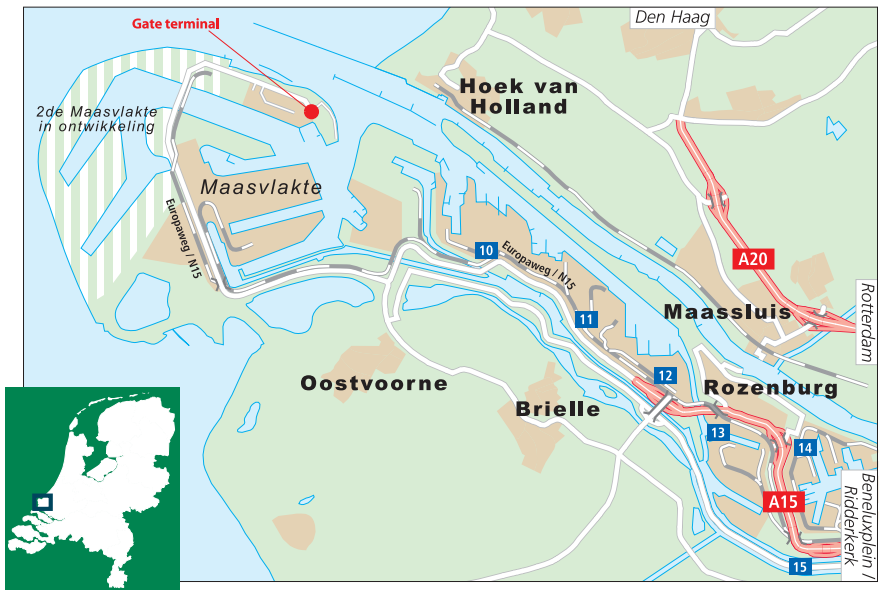 Gate terminal
Den Haag
Hoek van
Holland
2de Maasvlakte
in ontwikkeling
Maasvlakte
Europaweg / N15
10
Europaweg / N15
A20
11
Maassluis
Rotterdam
12
Oostvoorne
Rozenburg
Brielle
13
14
A15
Beneluxplein /
Ridderkerk
15